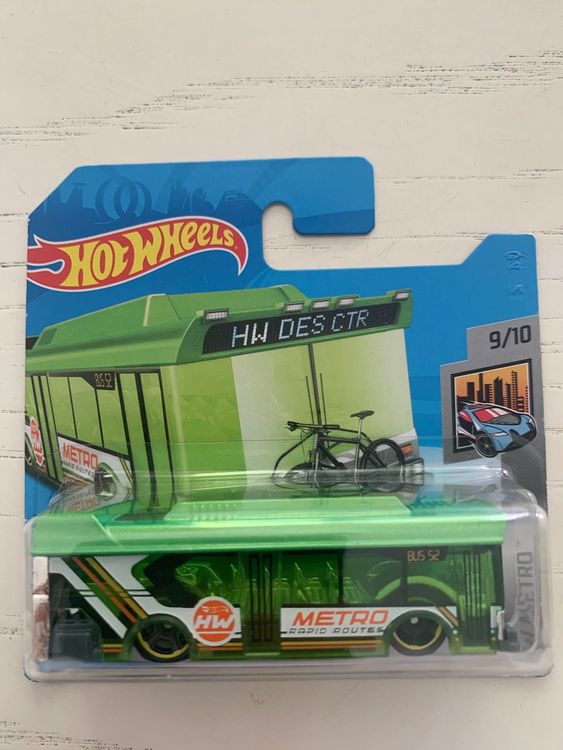 HOT WHEELS
HW DES CTR
9/10
BUS 52
METRO
RAPID ROUTES
METRO
BUS 52
HW
METRO
RAPID ROUTES
METRO™